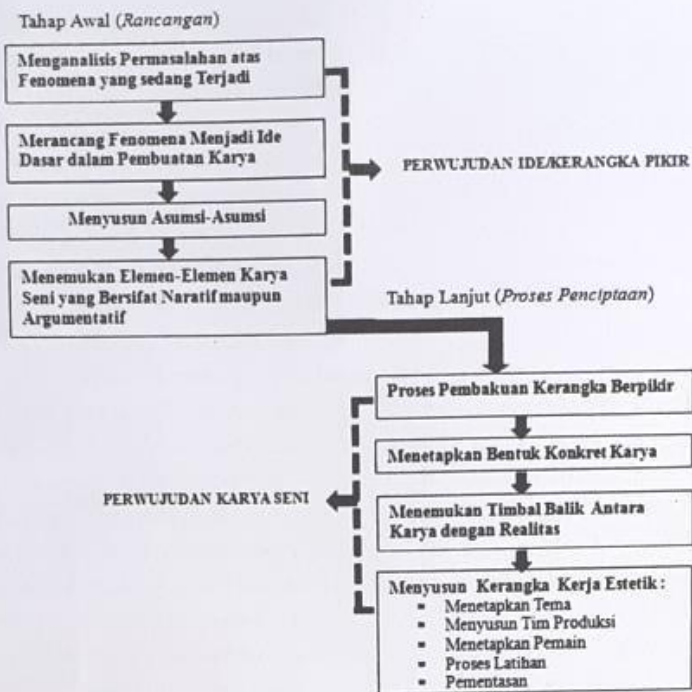 Tahap Awal (Rancangan)
Menganalisis Permasalahan atas
Fenomena yang sedang Terjadi
Merancang Fenomena Menjadi Ide
Dasar dalam Pembuatan Karya
PERWUJUDAN IDE/KERANGKA PIKIR
Menyusun Asumsi-Asumsi
Menemukan Elemen-Elemen Karya
Seni yang Bersifat Naratif maupun
Argumentatif
Tahap Lanjut (Proses Penciptaan)
Proses Pembakuan Kerangka Berpikir
Menetapkan Bentuk Konkret Karya
PERWUJUDAN KARYA SENI
Menemukan Timbal Balik Antara
Karya dengan Realitas
Menyusun Kerangka Kerja Estetik :
▪ Menetapkan Tema
▪ Menyusun Tim Produksi
▪ Menetapkan Pemain
▪ Proses Latihan
▪ Pementasan